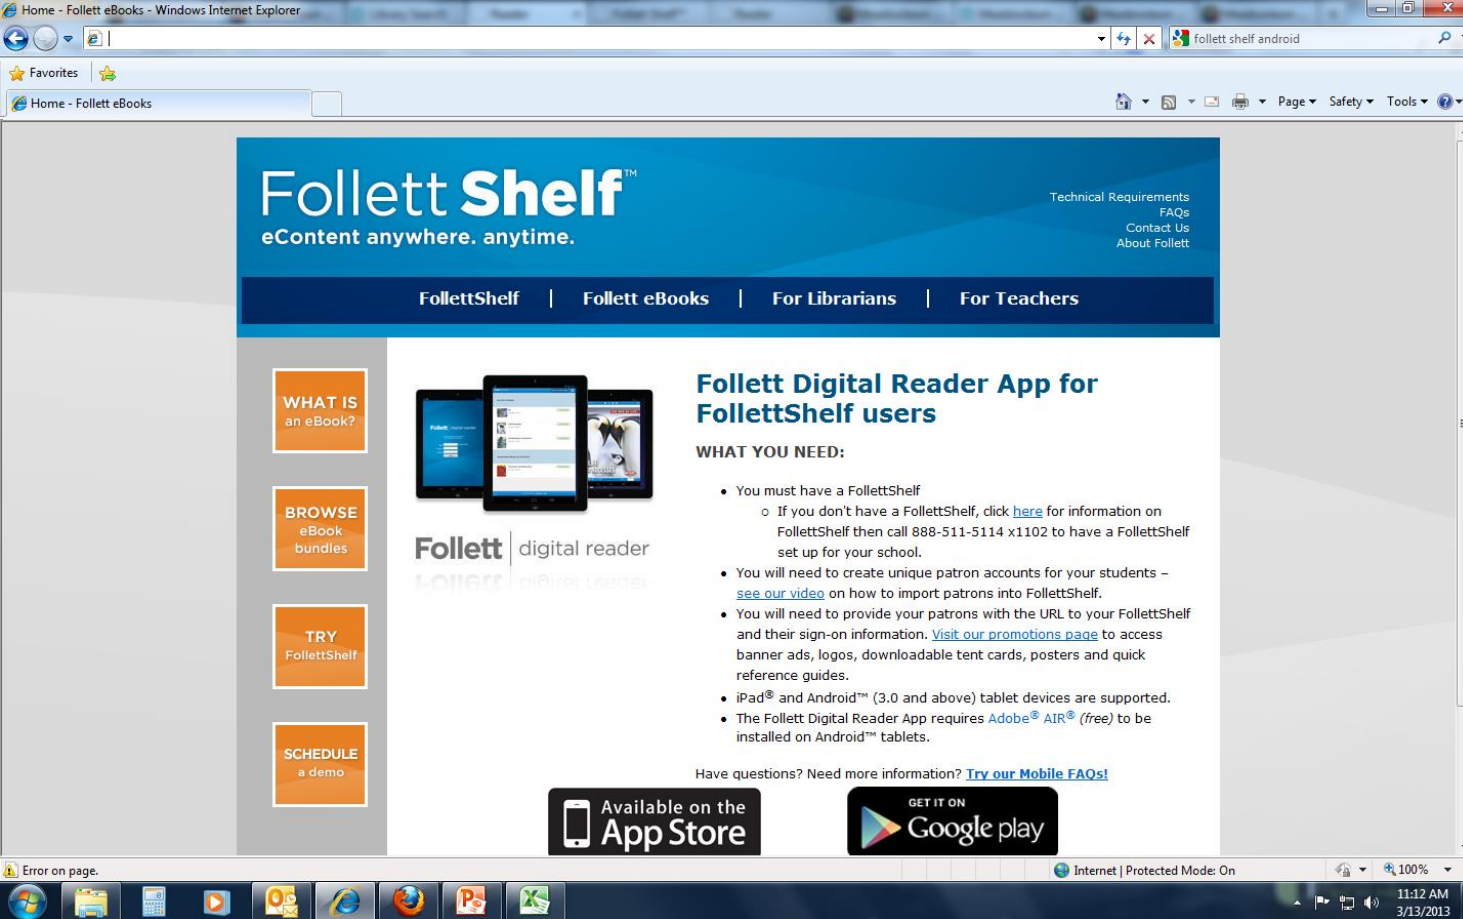 Home - Follett eBooks - Windows Internet Explorer
follett shelf android
Favorites
Home - Follett eBooks
Page Safety Tools
Follett Shelf™
eContent anywhere. anytime.
Technical Requirements
FAQs
Contact Us
About Follett
FollettShelf | Follett eBooks | For Librarians | For Teachers
WHAT IS
an eBook?
BROWSE
eBook
bundles
TRY
FollettShelf
SCHEDULE
a demo
Follett | digital reader
Follett Digital Reader App for
FollettShelf users
WHAT YOU NEED:
• You must have a FollettShelf
o If you don't have a FollettShelf, click here for information on
FollettShelf then call 888-511-5114 x1102 to have a FollettShelf
set up for your school.
• You will need to create unique patron accounts for your students –
see our video on how to import patrons into FollettShelf.
• You will need to provide your patrons with the URL to your FollettShelf
and their sign-on information. Visit our promotions page to access
banner ads, logos, downloadable tent cards, posters and quick
reference guides.
• iPad® and Android™ (3.0 and above) tablet devices are supported.
• The Follett Digital Reader App requires Adobe® AIR® (free) to be
installed on Android™ tablets.
Have questions? Need more information? Try our Mobile FAQs!
Available on the
App Store
GET IT ON
Google play
Error on page.
Internet | Protected Mode: On
100%
11:12 AM
3/13/2013